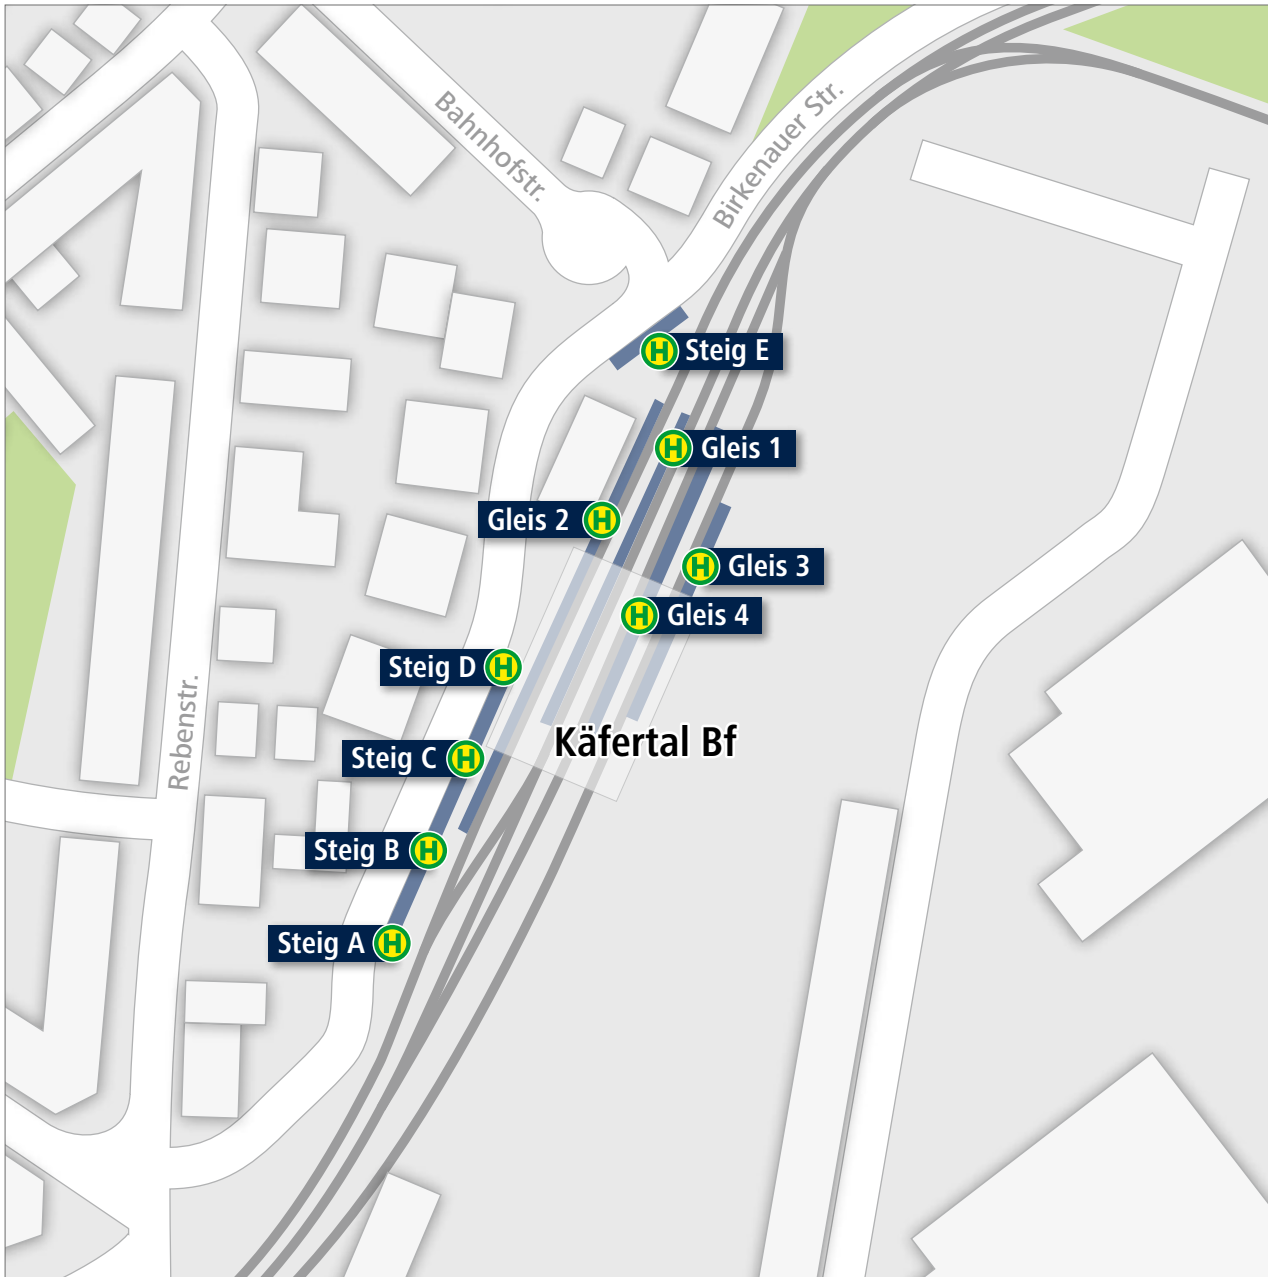 Bahnhofstr.
Birkenauer Str.
H Steig E
H Gleis 1
Gleis 2 H
H Gleis 3
H Gleis 4
Steig D H
Rebenstr.
Käfertal Bf
Steig C H
Steig B H
Steig A H